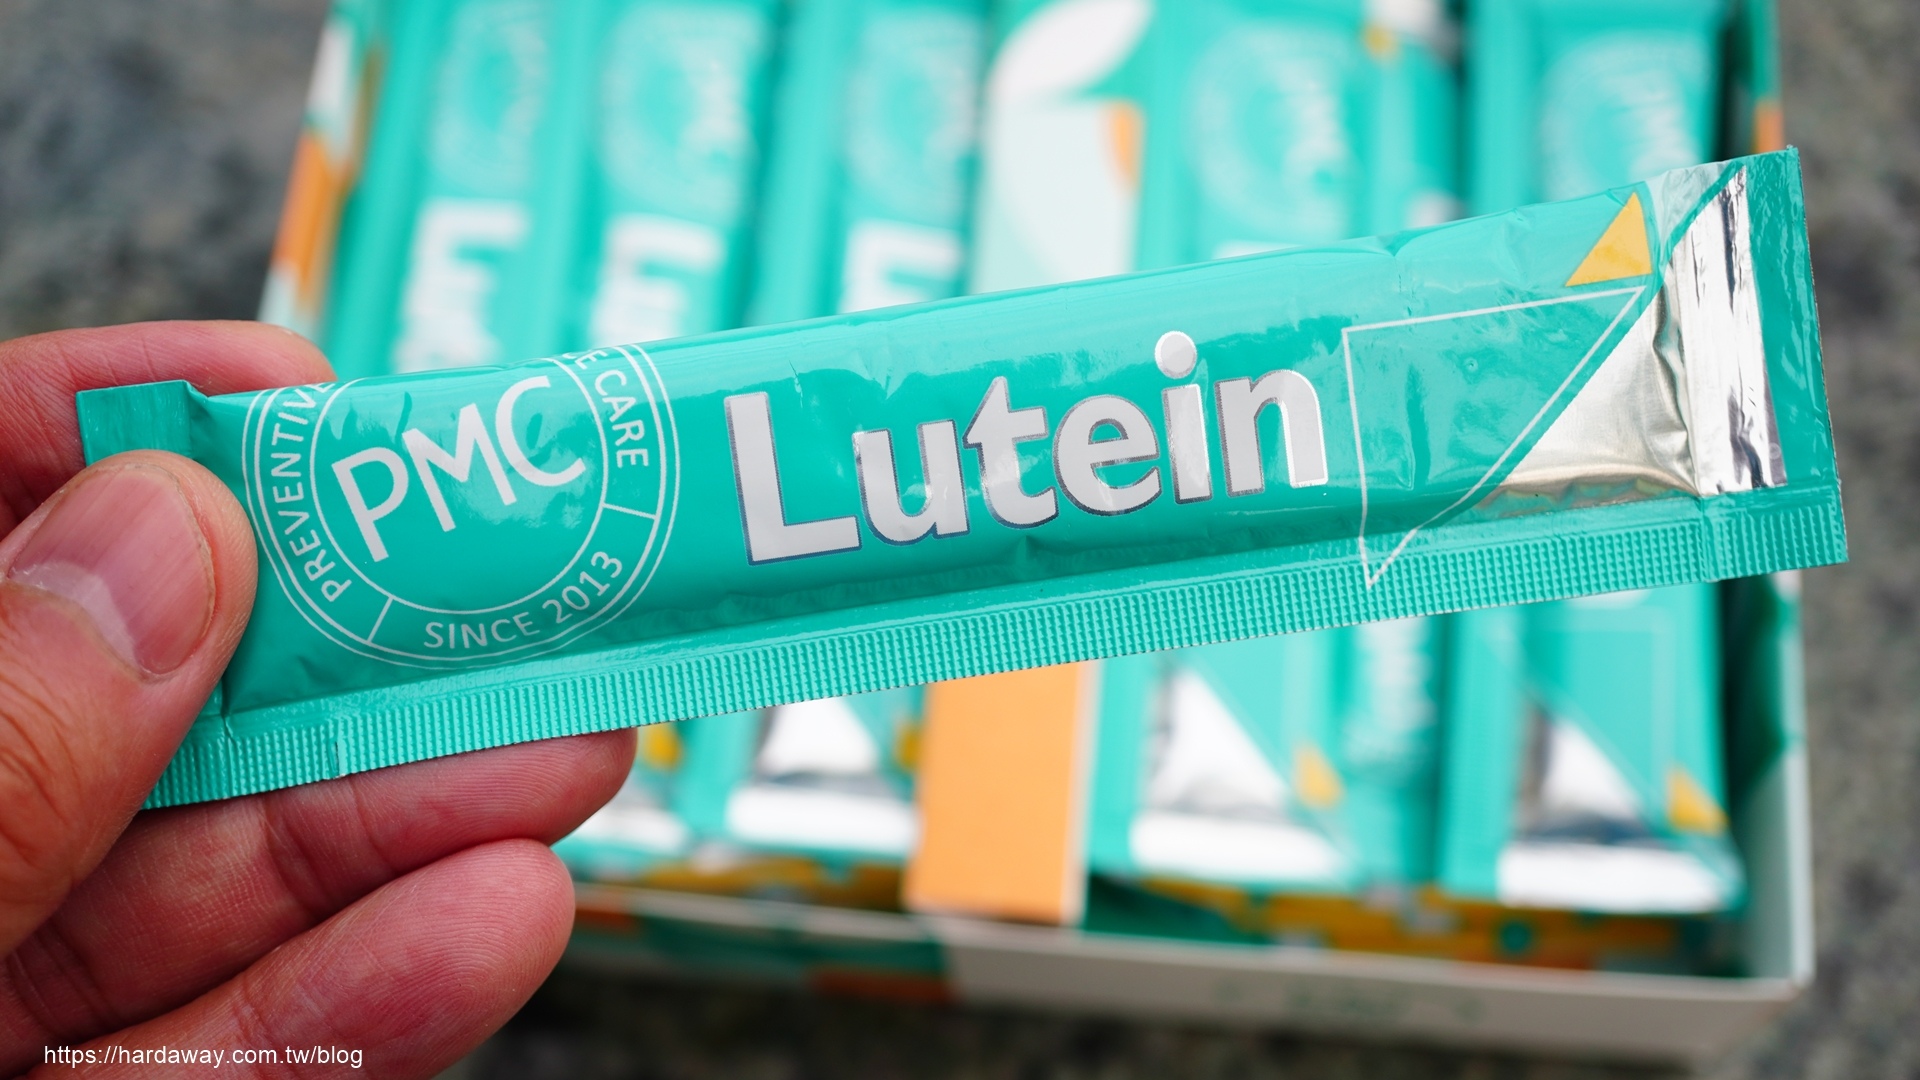 PREVENTIVE CARE
PMC
SINCE 2013
Lutein
https://hardaway.com.tw/blog